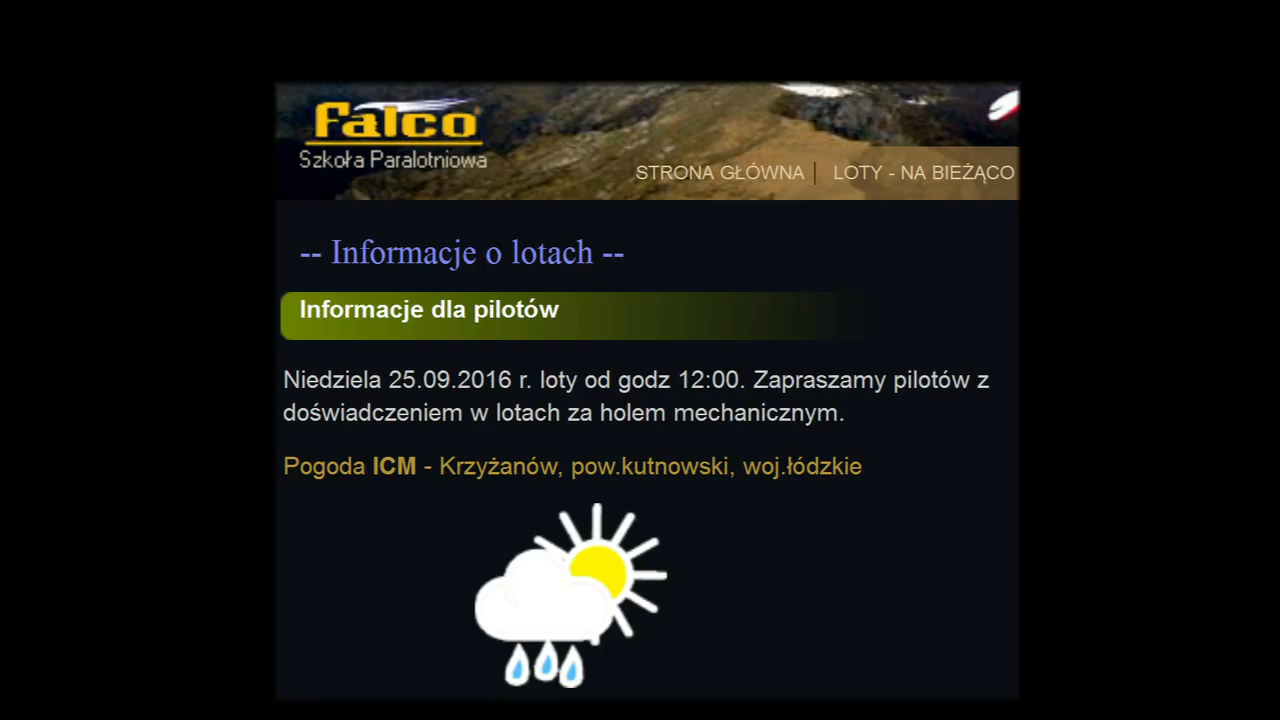 falco
Szkoła Paralotniowa
STRONA GŁÓWNA | LOTY - NA BIEŻĄCO
-- Informacje o lotach --
Informacje dla pilotów
Niedziela 25.09.2016 r. loty od godz 12:00. Zapraszamy pilotów z
doświadczeniem w lotach za holem mechanicznym.
Pogoda ICM - Krzyżanów, pow.kutnowski, woj.łódzkie